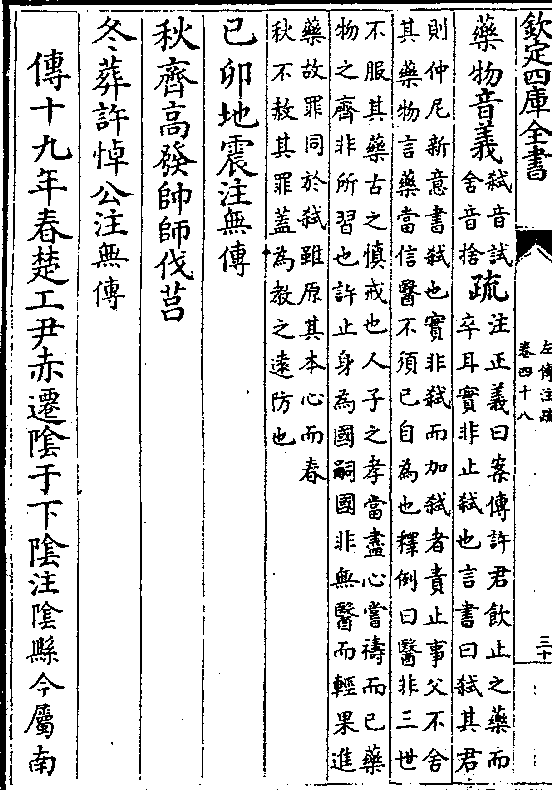 欽定四庫全書
左傳注疏
卷四十八
三十
藥物音義弒音試
舍音捨疏注正義曰案傳許君飲止之藥而
卒耳實非止弒也言書曰弒其君
則仲尼新意書弒也實非弒而加弒者責止事父不舍
其藥物言藥當信醫不須己自為也釋例曰醫非三世
不服其藥古之慎戒也人子之孝當盡心嘗禱而已藥
物之齊非所習也許止身為國嗣國非無醫而輕果進
藥故罪同於弒雖原其本心而春
秋不赦其罪蓋為教之遠防也
己卯地震注無傳
秋齊高發帥師伐莒
冬葬許悼公注無傳
傳十九年春楚工尹赤遷陰于下陰注陰縣今屬南